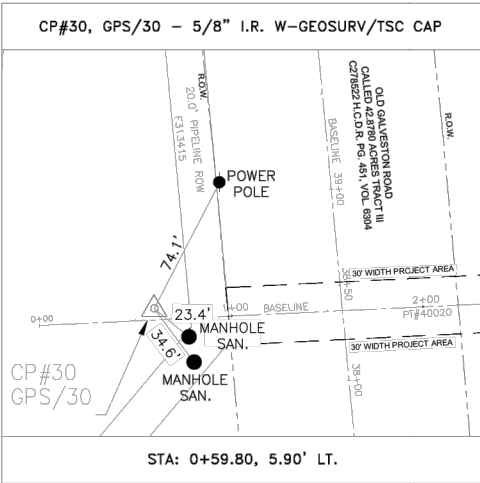 CP#30, GPS/30 - 5/8" I.R. W-GEOSURV/TSC CAP
R.O.W.
20.0' PIPELINE ROW
F313415
OLD GALVESTON ROAD
CALLED 42.8780 ACRES TRACT III
C278522 H.C.D.R. PG. 451, VOL. 6304
R.O.W.
BASELINE 39+00
POWER
POLE
74.1'
30' WIDTH PROJECT AREA
38+50
0+00
1+00 BASELINE
2+00
PT#40020
23.4'
MANHOLE
SAN.
34.6'
30' WIDTH PROJECT AREA
CP#30
GPS/30
MANHOLE
SAN.
38+00
STA: 0+59.80, 5.90' LT.